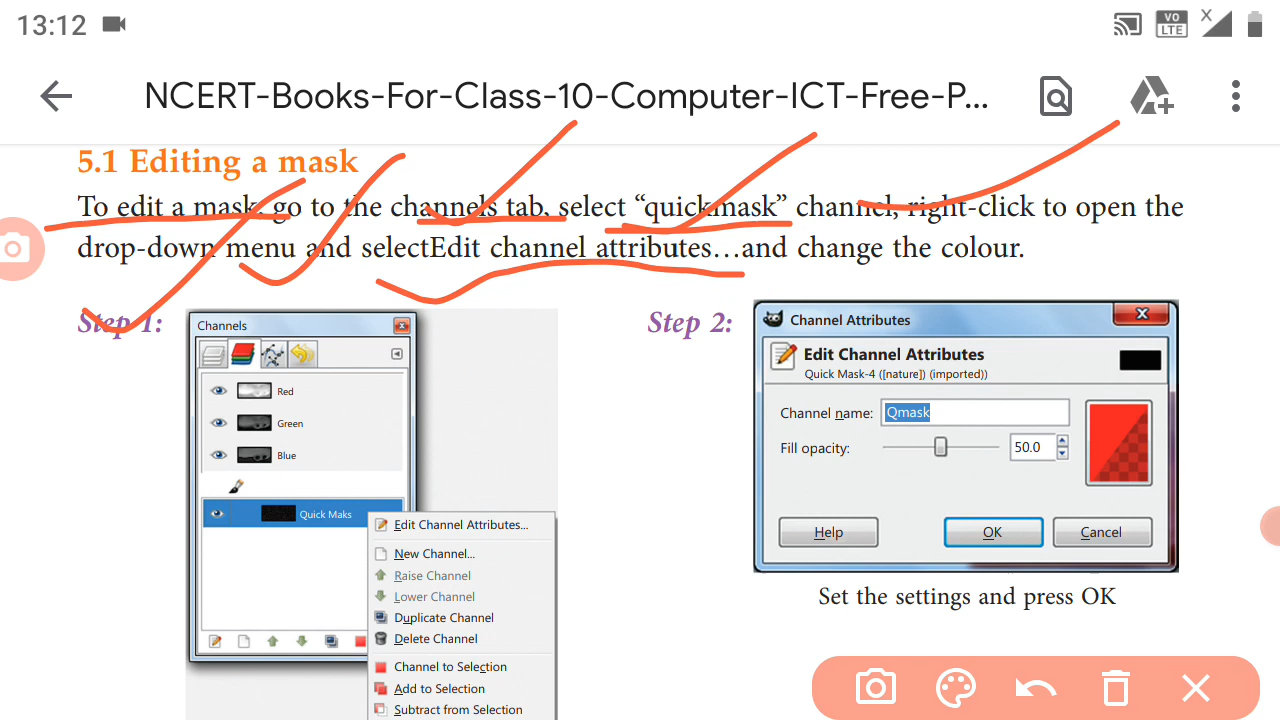 13:12
VO LTE
X
NCERT-Books-For-Class-10-Computer-ICT-Free-P...
5.1 Editing a mask
To edit a mask, go to the channels tab, select “quickmask” channel, right-click to open the
drop-down menu and selectEdit channel attributes…and change the colour.
Step 1:
Channels
Red
Green
Blue
Quick Maks
Edit Channel Attributes...
New Channel...
Raise Channel
Lower Channel
Duplicate Channel
Delete Channel
Channel to Selection
Add to Selection
Subtract from Selection
Step 2:
Channel Attributes
Edit Channel Attributes
Quick Mask-4 ([nature]) (imported))
Channel name: Qmask
Fill opacity: 50.0
Help OK Cancel
Set the settings and press OK